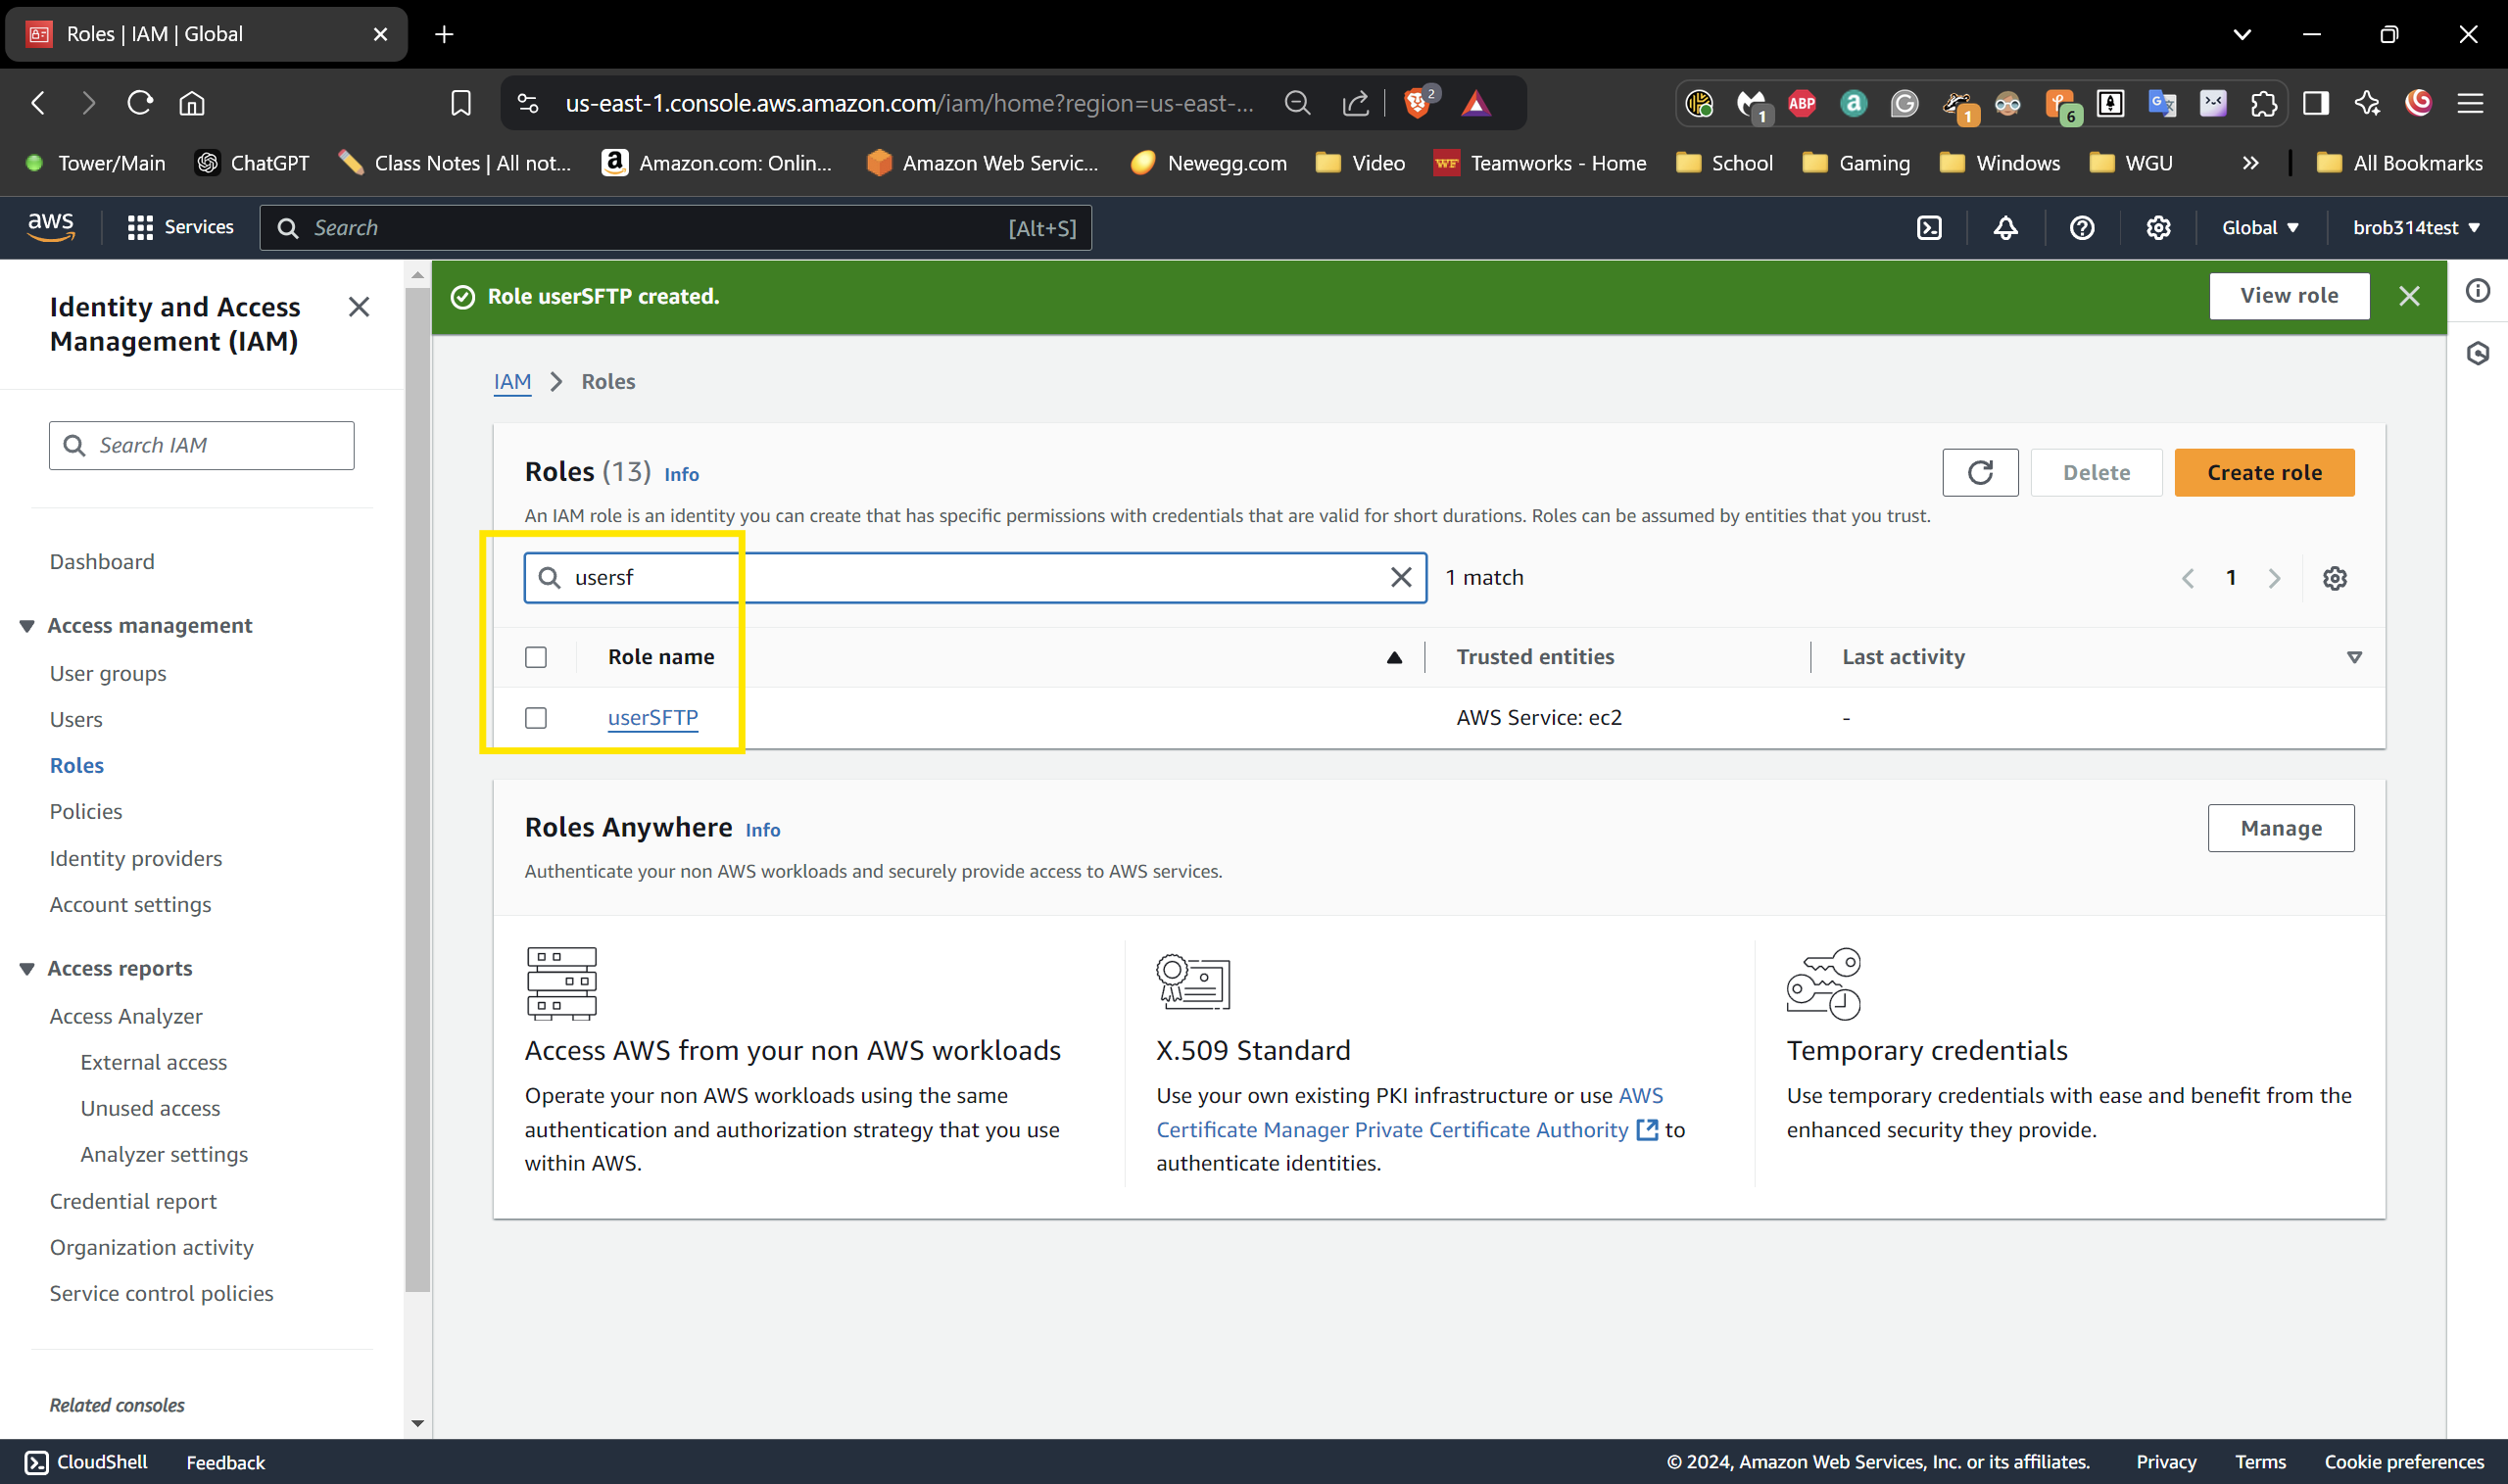 Roles | IAM | Global
us-east-1.console.aws.amazon.com/iam/home?region=us-east-...
2
1
ABP
1
6
Tower/Main
ChatGPT
Class Notes | All not...
Amazon.com: Onlin...
Amazon Web Servic...
Newegg.com
Video
WF
Teamworks - Home
School
Gaming
Windows
WGU
All Bookmarks
aws
Services
Search
[Alt+S]
Global
brob314test
Identity and Access
Management (IAM)
Search IAM
Dashboard
Access management
User groups
Users
Roles
Policies
Identity providers
Account settings
Access reports
Access Analyzer
External access
Unused access
Analyzer settings
Credential report
Organization activity
Service control policies
Related consoles
Role userSFTP created.
View role
IAM
Roles
Roles (13) Info
Delete
Create role
An IAM role is an identity you can create that has specific permissions with credentials that are valid for short durations. Roles can be assumed by entities that you trust.
usersf
1 match
1
Role name
Trusted entities
Last activity
userSFTP
AWS Service: ec2
-
Roles Anywhere Info
Manage
Authenticate your non AWS workloads and securely provide access to AWS services.
Access AWS from your non AWS workloads
Operate your non AWS workloads using the same
authentication and authorization strategy that you use
within AWS.
X.509 Standard
Use your own existing PKI infrastructure or use AWS
Certificate Manager Private Certificate Authority to
authenticate identities.
Temporary credentials
Use temporary credentials with ease and benefit from the
enhanced security they provide.
CloudShell
Feedback
© 2024, Amazon Web Services, Inc. or its affiliates.
Privacy
Terms
Cookie preferences